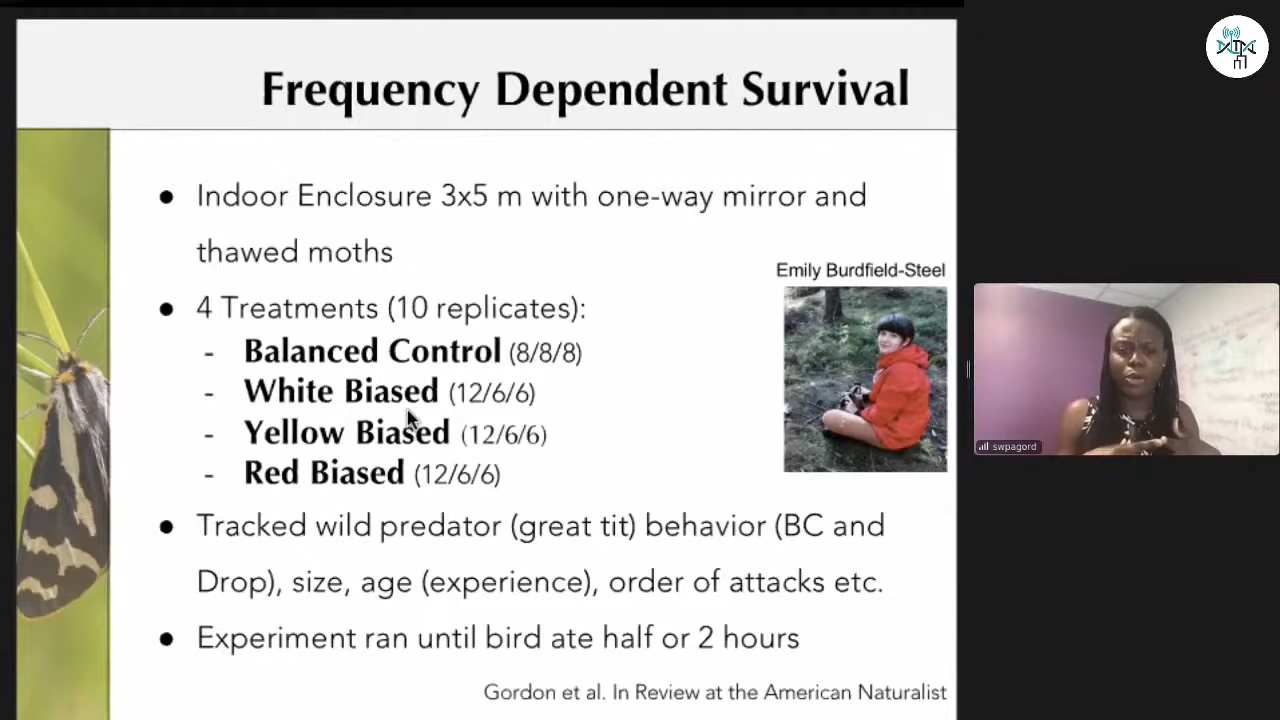 Frequency Dependent Survival
● Indoor Enclosure 3x5 m with one-way mirror and
thawed moths
Emily Burdfield-Steel
● 4 Treatments (10 replicates):
- Balanced Control (8/8/8)
- White Biased (12/6/6)
- Yellow Biased (12/6/6)
- Red Biased (12/6/6)
swpagord
● Tracked wild predator (great tit) behavior (BC and
Drop), size, age (experience), order of attacks etc.
● Experiment ran until bird ate half or 2 hours
Gordon et al. In Review at the American Naturalist